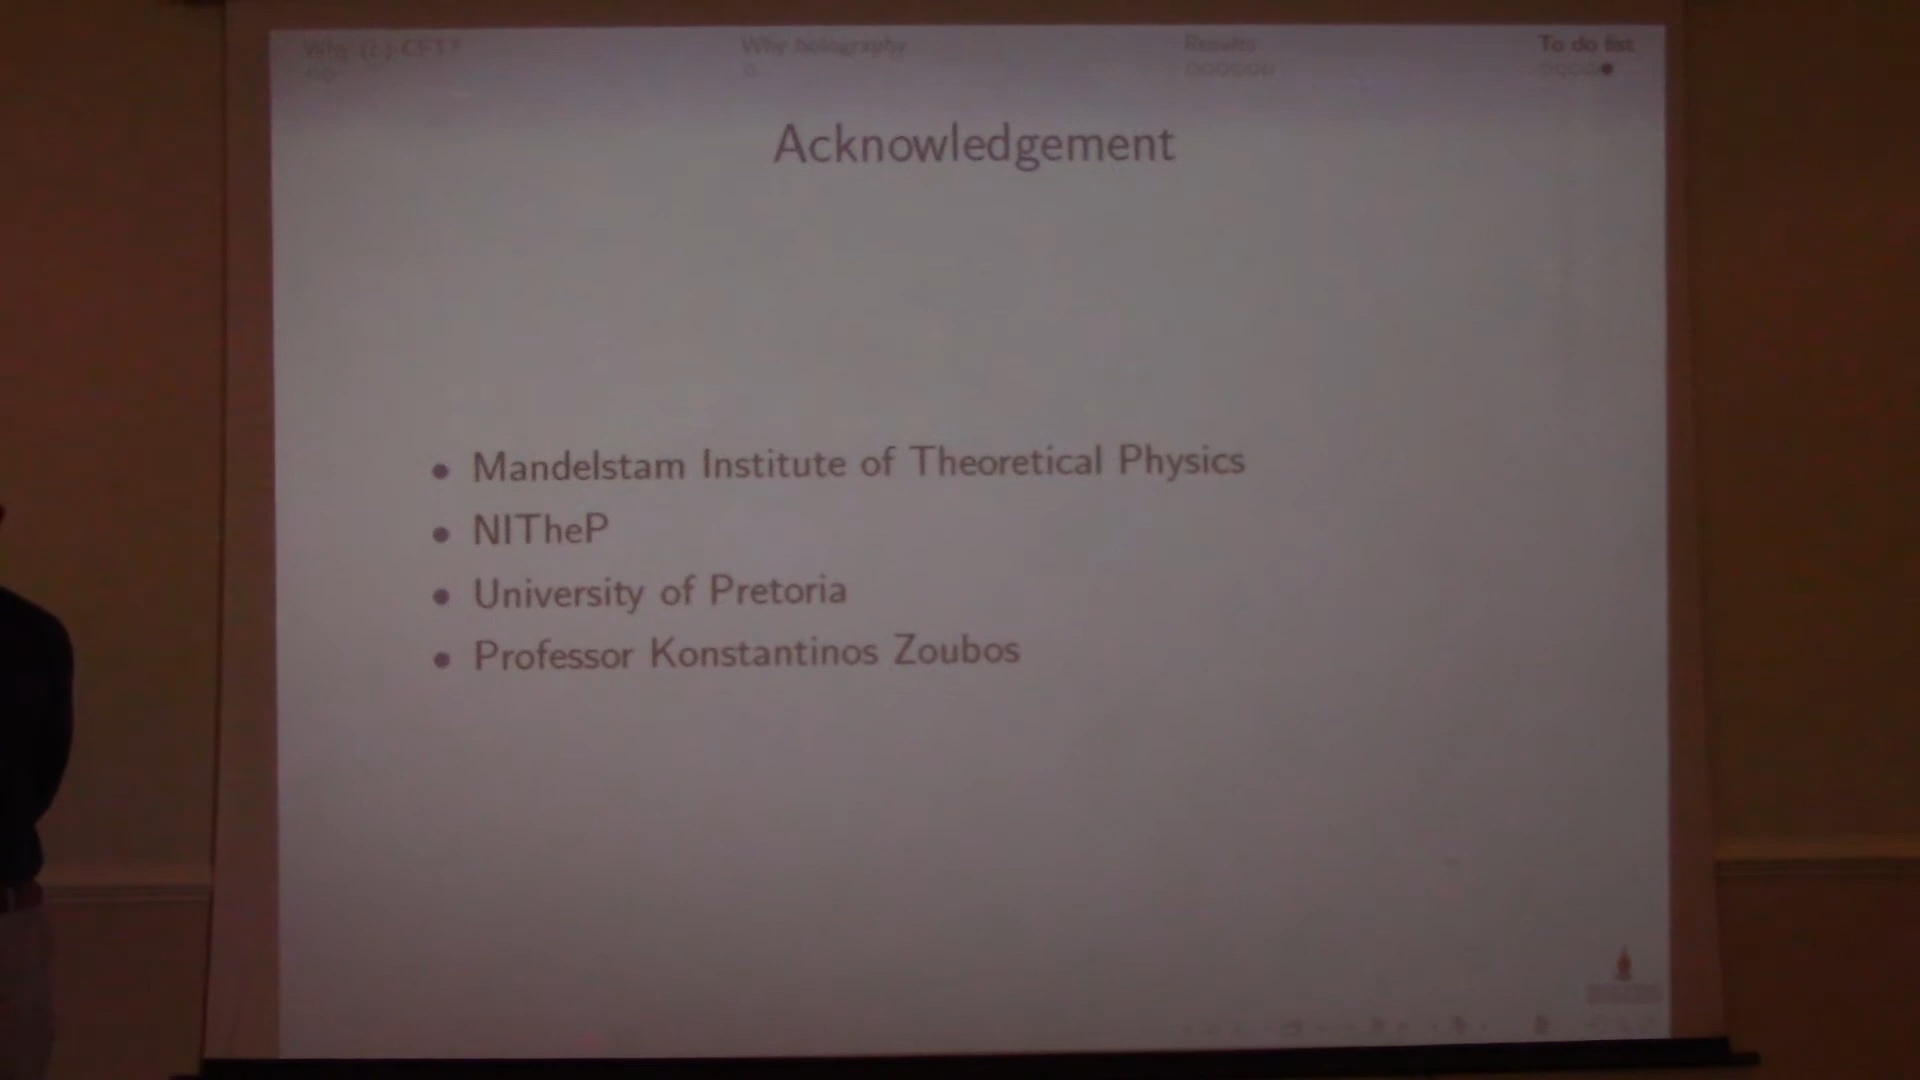 Why (b)-CFT?
Why holography
Results
To do list
Acknowledgement
• Mandelstam Institute of Theoretical Physics
• NITheP
• University of Pretoria
• Professor Konstantinos Zoubos